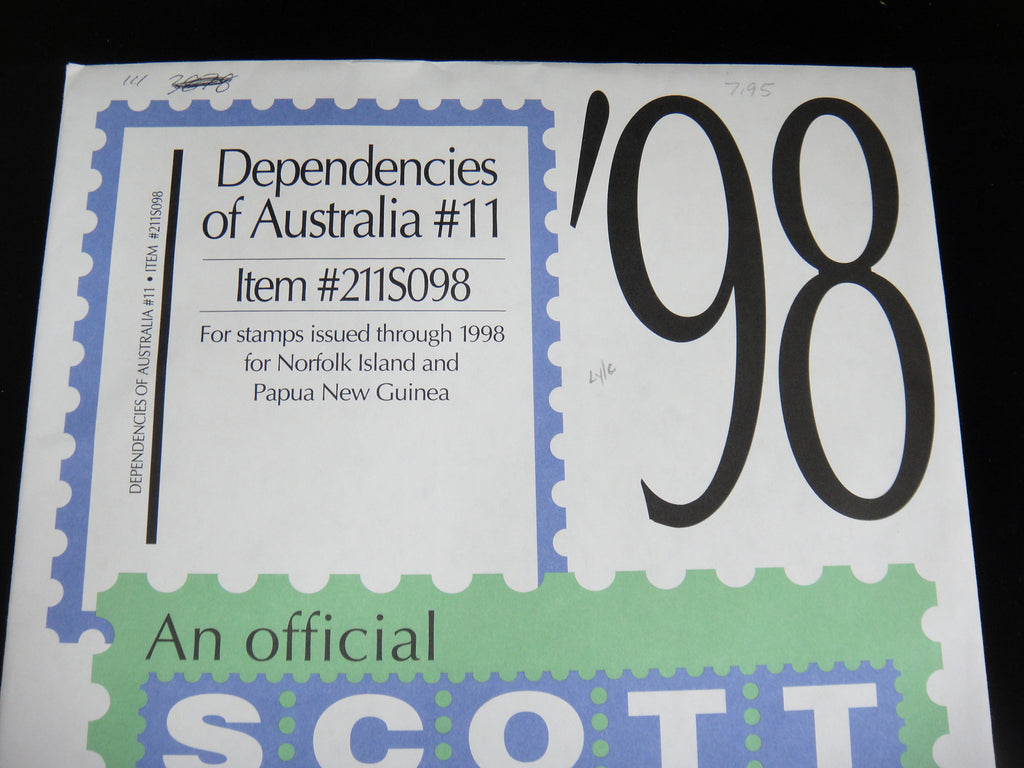 7.95
'98
Dependencies
of Australia #11
Item #211S098
For stamps issued through 1998
for Norfolk Island and
Papua New Guinea
DEPENDENCIES OF AUSTRALIA #11 • ITEM #211S098
An official
SCOTT